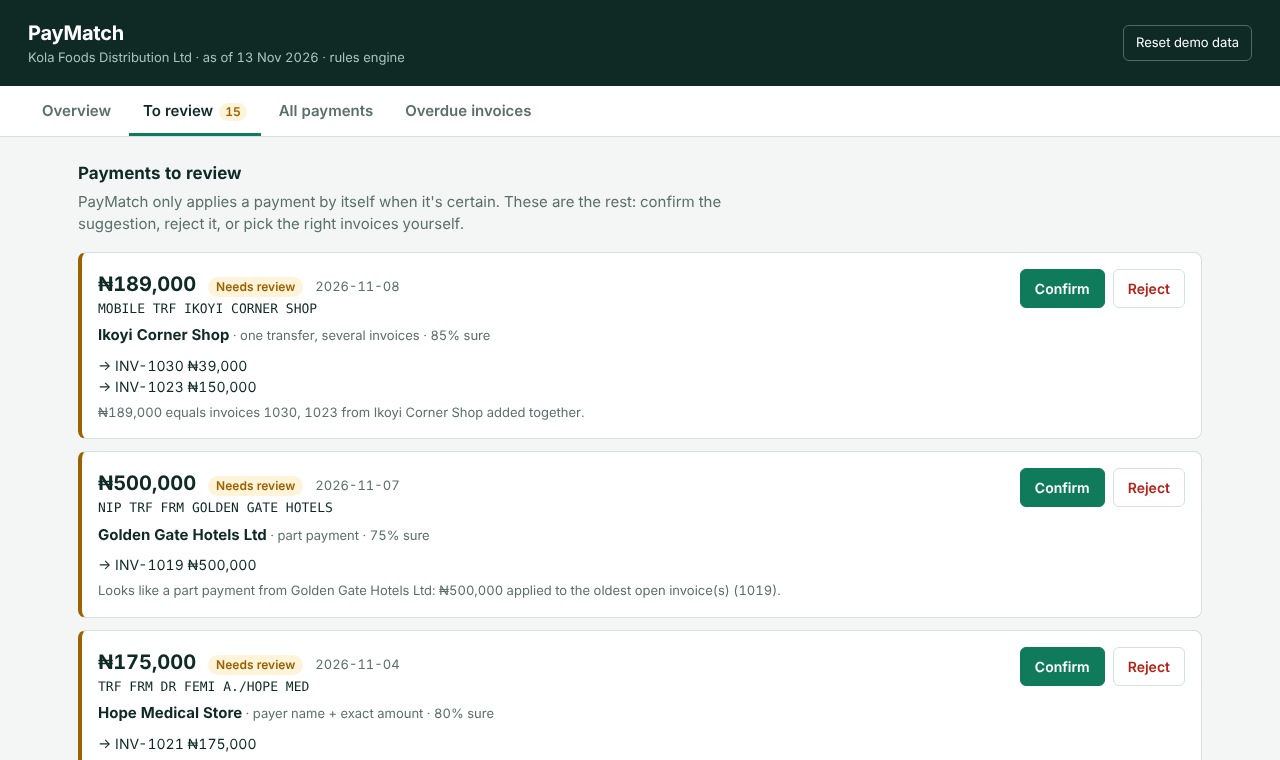 PayMatch
Kola Foods Distribution Ltd · as of 13 Nov 2026 · rules engine
Reset demo data
Overview
To review 15
All payments
Overdue invoices
Payments to review
PayMatch only applies a payment by itself when it's certain. These are the rest: confirm the
suggestion, reject it, or pick the right invoices yourself.
₦189,000 Needs review 2026-11-08
Confirm
Reject
MOBILE TRF IKOYI CORNER SHOP
Ikoyi Corner Shop · one transfer, several invoices · 85% sure
→ INV-1030 ₦39,000
→ INV-1023 ₦150,000
₦189,000 equals invoices 1030, 1023 from Ikoyi Corner Shop added together.
₦500,000 Needs review 2026-11-07
Confirm
Reject
NIP TRF FRM GOLDEN GATE HOTELS
Golden Gate Hotels Ltd · part payment · 75% sure
→ INV-1019 ₦500,000
Looks like a part payment from Golden Gate Hotels Ltd: ₦500,000 applied to the oldest open invoice(s) (1019).
₦175,000 Needs review 2026-11-04
Confirm
Reject
TRF FRM DR FEMI A./HOPE MED
Hope Medical Store · payer name + exact amount · 80% sure
→ INV-1021 ₦175,000